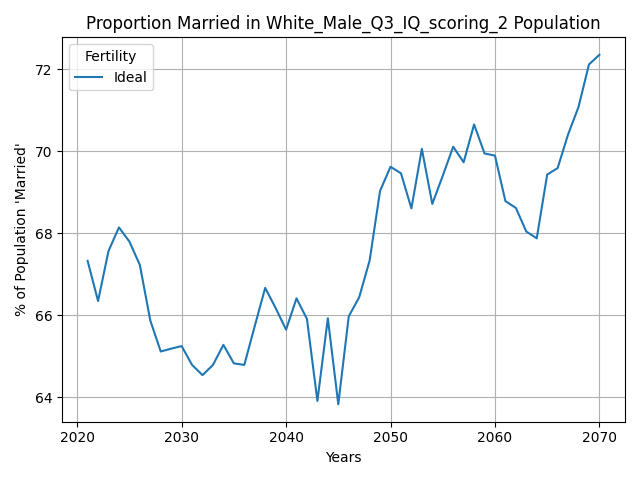 Proportion Married in White_Male_Q3_IQ_scoring_2 Population
Fertility
Ideal
% of Population 'Married'
72
70
68
66
64
2020 2030 2040 2050 2060 2070
Years